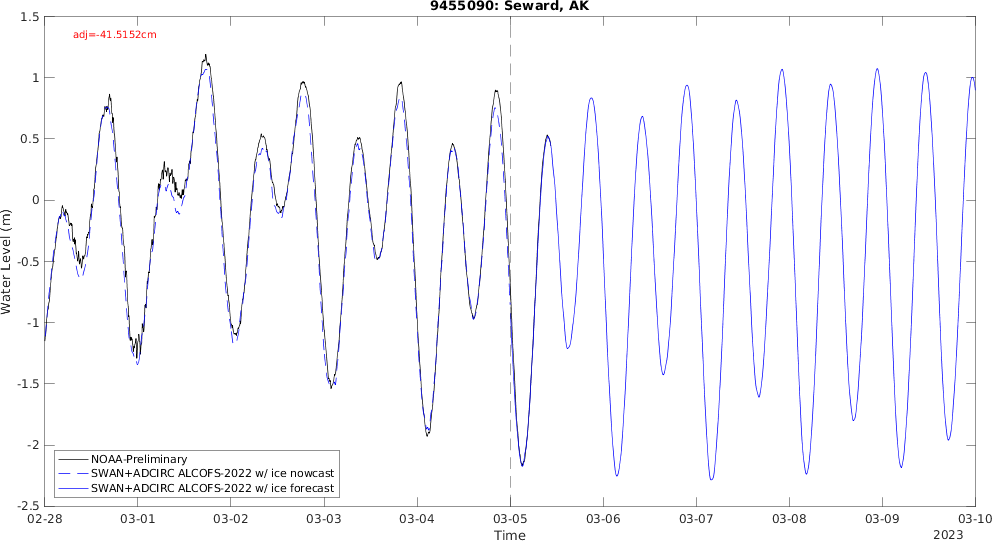 9455090: Seward, AK
adj=-41.5152cm
1.5
1
0.5
0
-0.5
-1
-1.5
-2
-2.5
Water Level (m)
NOAA-Preliminary
SWAN+ADCIRC ALCOFS-2022 w/ ice nowcast
SWAN+ADCIRC ALCOFS-2022 w/ ice forecast
02-28 03-01 03-02 03-03 03-04 03-05 03-06 03-07 03-08 03-09 03-10
Time
2023